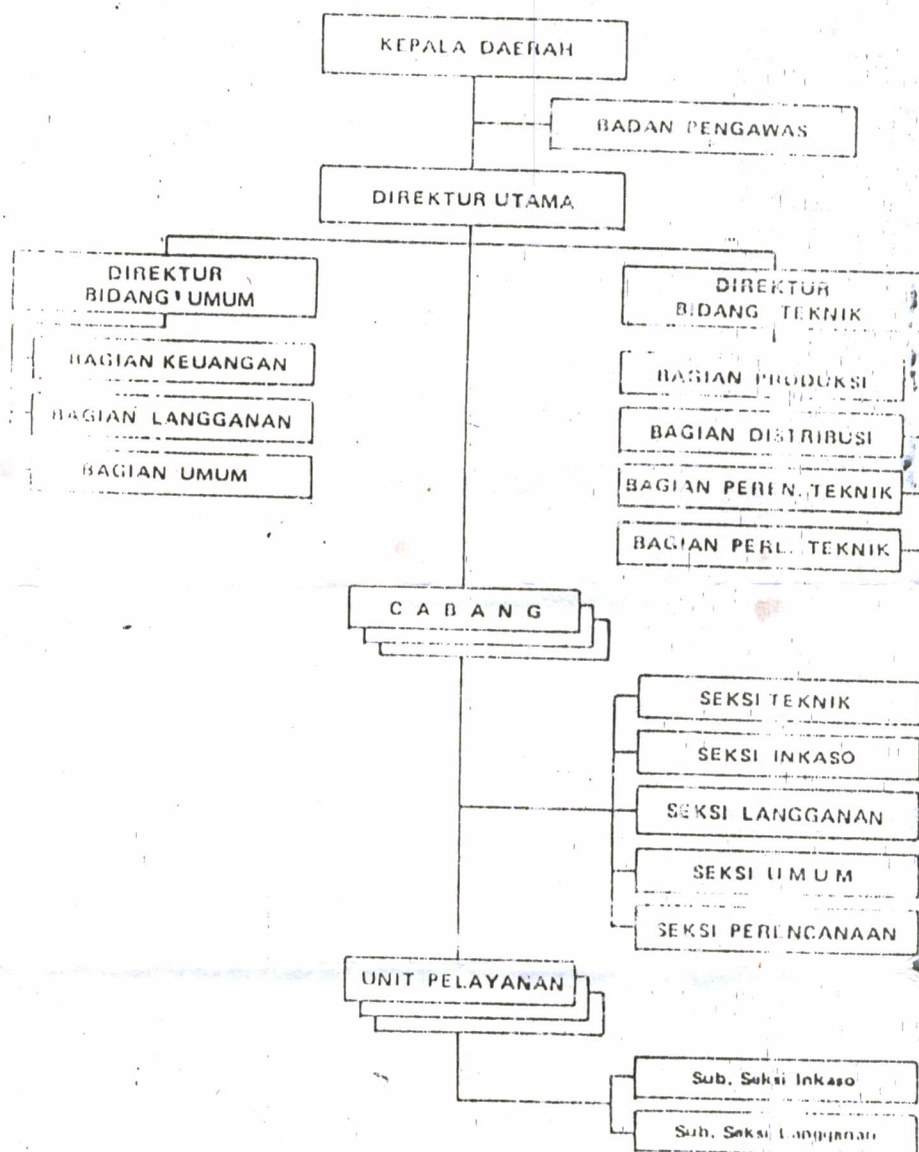 KEPALA DAERAH
BADAN PENGAWAS
DIREKTUR UTAMA
DIREKTUR
BIDANG UMUM
BAGIAN KEUANGAN
BAGIAN LANGGANAN
BAGIAN UMUM
DIREKTUR
BIDANG TEKNIK
BAGIAN PRODUKSI
BAGIAN DISTRIBUSI
BAGIAN PEREN. TEKNIK
BAGIAN PERL. TEKNIK
CABANG
SEKSI TEKNIK
SEKSI INKASO
SEKSI LANGGANAN
SEKSI UMUM
SEKSI PERENCANAAN
UNIT PELAYANAN
Sub. Seksi Inkaso
Sub. Seksi Langganan